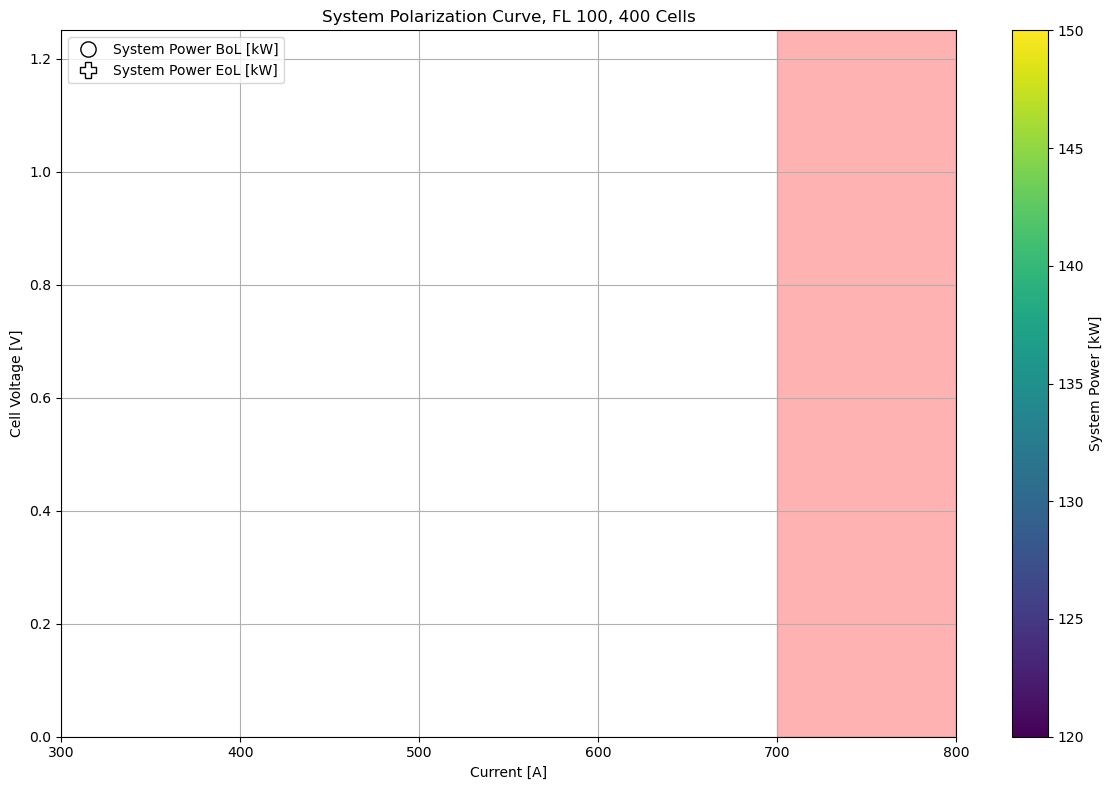 System Polarization Curve, FL 100, 400 Cells
System Power BoL [kW]
System Power EoL [kW]
1.2
1.0
0.8
0.6
0.4
0.2
0.0
Cell Voltage [V]
300 400 500 600 700 800
Current [A]
150
145
140
135
130
125
120
System Power [kW]